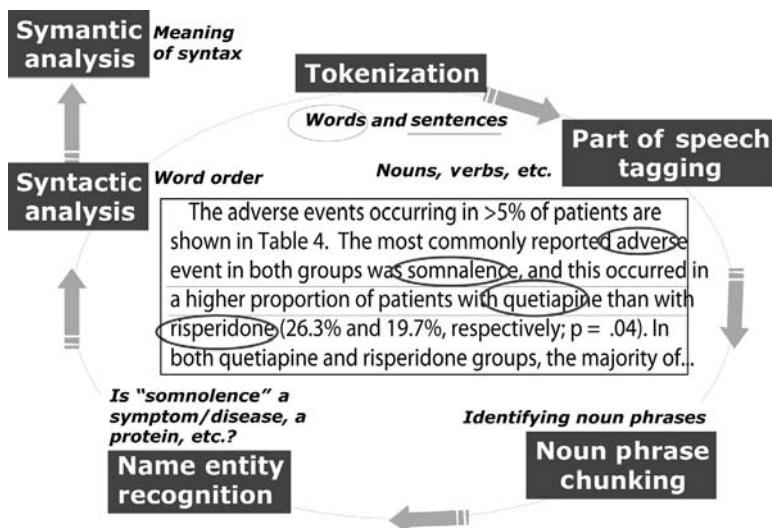 Symantic
analysis
Meaning
of syntax
Tokenization
Words and sentences
Part of speech
tagging
Nouns, verbs, etc.
Syntactic
analysis
Word order
The adverse events occurring in >5% of patients are
shown in Table 4. The most commonly reported adverse
event in both groups was somnalence, and this occurred in
a higher proportion of patients with quetiapine than with
risperidone (26.3% and 19.7%, respectively; p = .04). In
both quetiapine and risperidone groups, the majority of...
Is “somnolence” a
symptom/disease, a
protein, etc.?
Name entity
recognition
Identifying noun phrases
Noun phrase
chunking